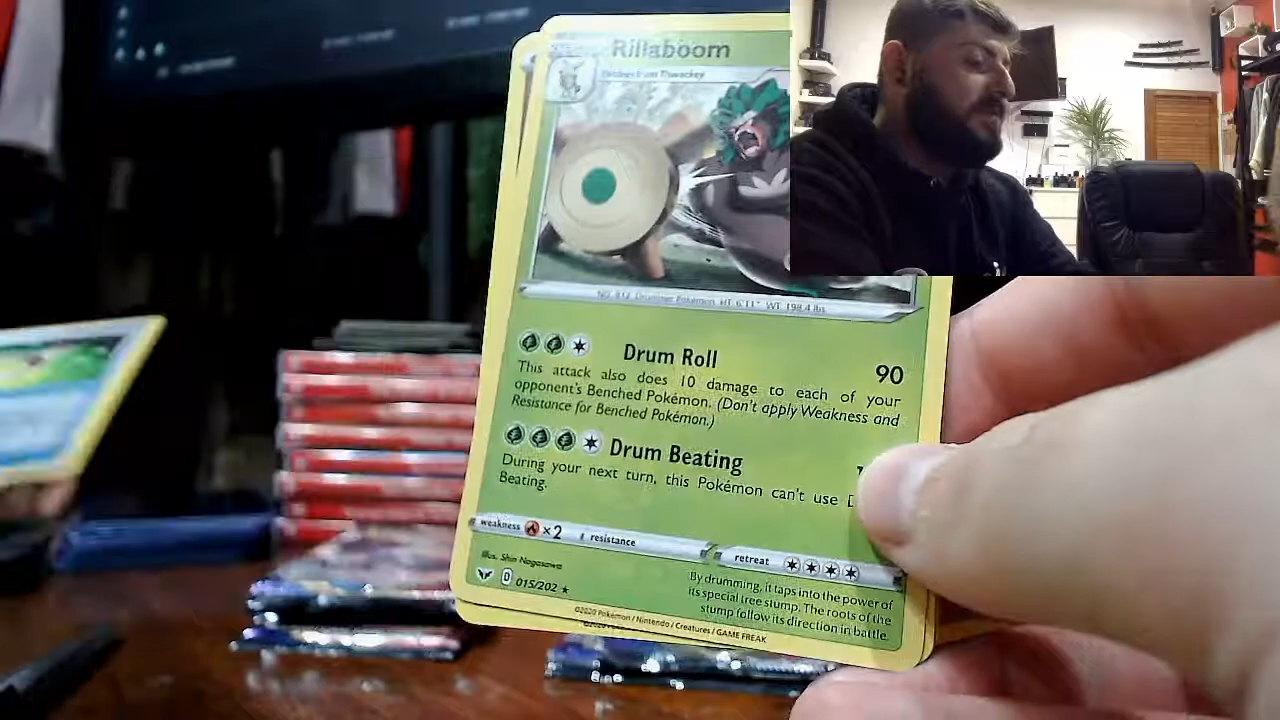 Rillaboom
Evolves from Thwackey
NO. 812 Drummer Pokémon HT: 6'11" WT: 198.4 lbs.
Drum Roll 90
This attack also does 10 damage to each of your
opponent's Benched Pokémon. (Don't apply Weakness and
Resistance for Benched Pokémon.)
Drum Beating
During your next turn, this Pokémon can't use
Beating.
weakness ×2 resistance retreat
Illus. Shin Nagasawa
D 015/202 ★
By drumming, it taps into the power of
its special tree stump. The roots of the
stump follow its direction in battle.
©2020 Pokémon / Nintendo / Creatures / GAME FREAK